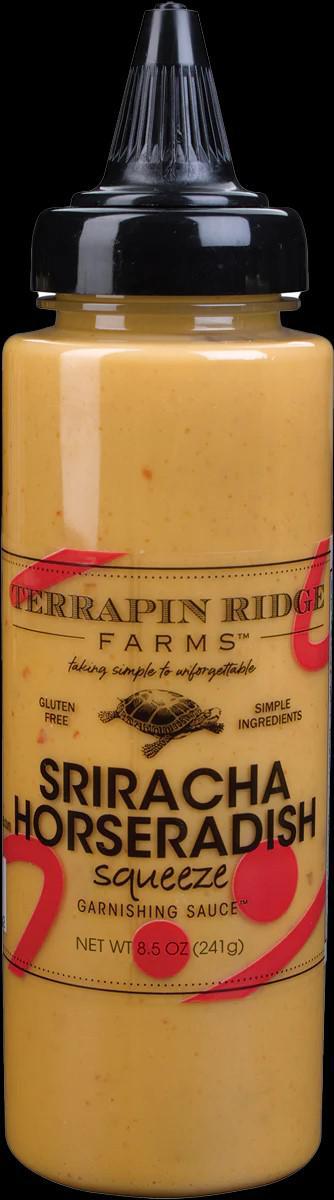 TERRAPIN RIDGE
FARMS™
taking simple to unforgettable
GLUTEN
FREE
SIMPLE
INGREDIENTS
SRIRACHA
HORSERADISH
squeeze
GARNISHING SAUCE™
NET WT 8.5 OZ (241g)